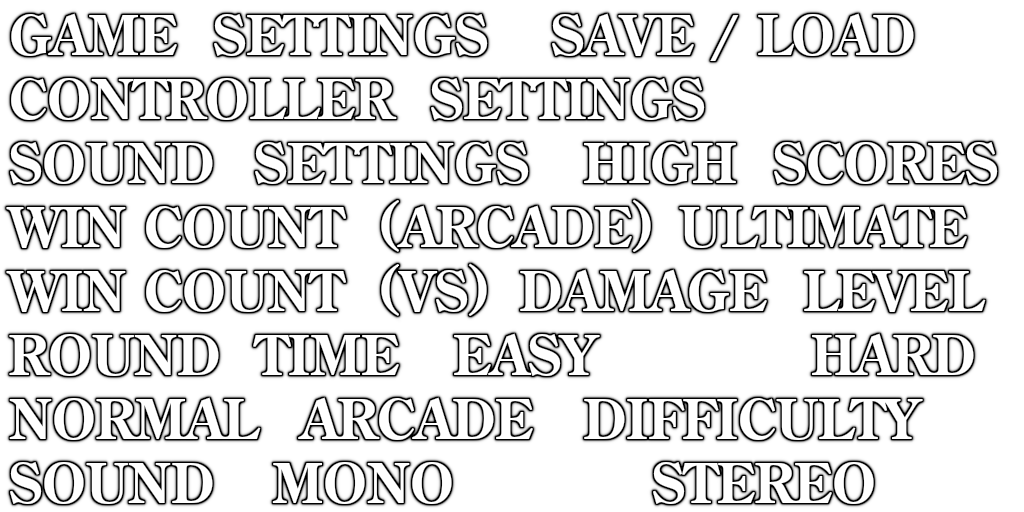 GAME SETTINGS SAVE / LOAD
CONTROLLER SETTINGS
SOUND SETTINGS HIGH SCORES
WIN COUNT (ARCADE) ULTIMATE
WIN COUNT (VS) DAMAGE LEVEL
ROUND TIME EASY HARD
NORMAL ARCADE DIFFICULTY
SOUND MONO STEREO